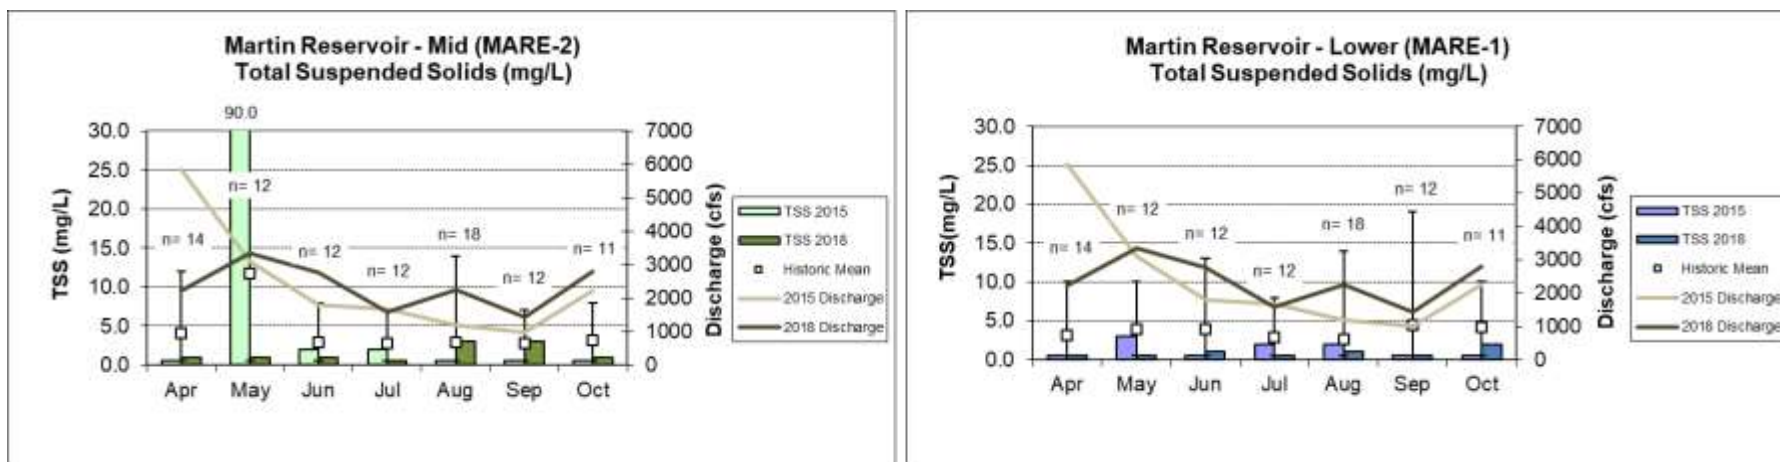 Martin Reservoir - Mid (MARE-2)
Total Suspended Solids (mg/L)
90.0
30.0
25.0
20.0
15.0
10.0
5.0
0.0
TSS (mg/L)
n= 14
n= 12
n= 12
n= 12
n= 18
n= 12
n= 11
7000
6000
5000
4000
3000
2000
1000
0
Discharge (cfs)
Apr May Jun Jul Aug Sep Oct
TSS 2015
TSS 2018
Historic Mean
2015 Discharge
2018 Discharge
Martin Reservoir - Lower (MARE-1)
Total Suspended Solids (mg/L)
30.0
25.0
20.0
15.0
10.0
5.0
0.0
TSS(mg/L)
n= 14
n= 12
n= 12
n= 12
n= 18
n= 12
n= 11
7000
6000
5000
4000
3000
2000
1000
0
Discharge (cfs)
Apr May Jun Jul Aug Sep Oct
TSS 2015
TSS 2018
Historic Mean
2015 Discharge
2018 Discharge